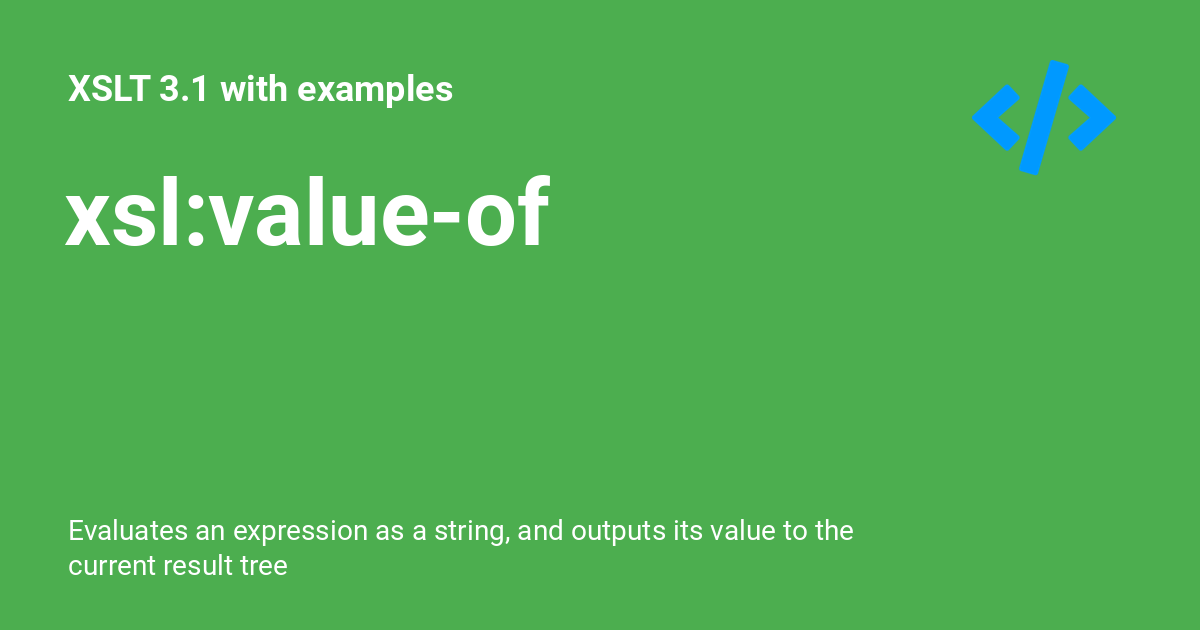 XSLT 3.1 with examples
xsl:value-of
Evaluates an expression as a string, and outputs its value to the
current result tree